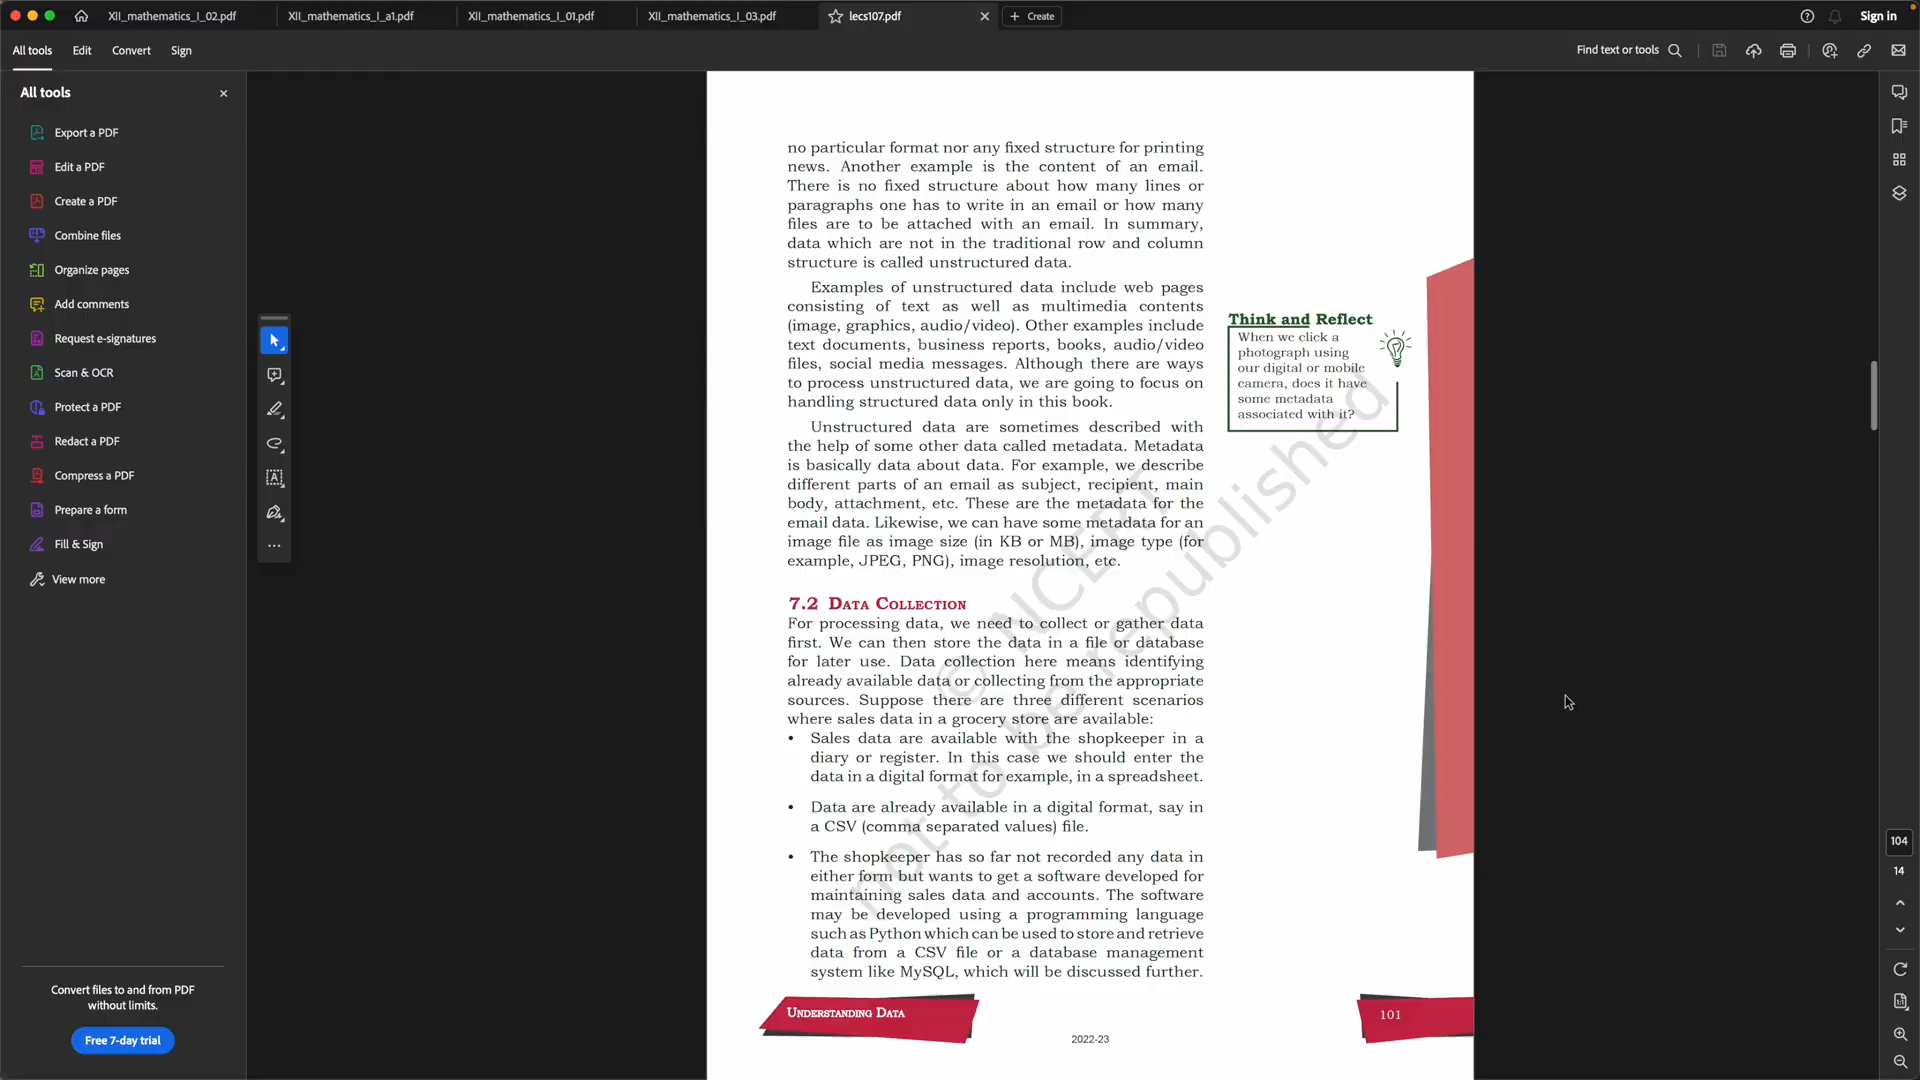 XII_mathematics_I_02.pdf
XII_mathematics_I_a1.pdf
XII_mathematics_I_01.pdf
XII_mathematics_I_03.pdf
lecs107.pdf
Create
Sign in
All tools
Edit
Convert
Sign
Find text or tools
All tools
Export a PDF
Edit a PDF
Create a PDF
Combine files
Organize pages
Add comments
Request e-signatures
Scan & OCR
Protect a PDF
Redact a PDF
Compress a PDF
Prepare a form
Fill & Sign
View more
Convert files to and from PDF
without limits.
Free 7-day trial
no particular format nor any fixed structure for printing
news. Another example is the content of an email.
There is no fixed structure about how many lines or
paragraphs one has to write in an email or how many
files are to be attached with an email. In summary,
data which are not in the traditional row and column
structure is called unstructured data.
Examples of unstructured data include web pages
consisting of text as well as multimedia contents
(image, graphics, audio/video). Other examples include
text documents, business reports, books, audio/video
files, social media messages. Although there are ways
to process unstructured data, we are going to focus on
handling structured data only in this book.
Unstructured data are sometimes described with
the help of some other data called metadata. Metadata
is basically data about data. For example, we describe
different parts of an email as subject, recipient, main
body, attachment, etc. These are the metadata for the
email data. Likewise, we can have some metadata for an
image file as image size (in KB or MB), image type (for
example, JPEG, PNG), image resolution, etc.
7.2 Data Collection
For processing data, we need to collect or gather data
first. We can then store the data in a file or database
for later use. Data collection here means identifying
already available data or collecting from the appropriate
sources. Suppose there are three different scenarios
where sales data in a grocery store are available:
• Sales data are available with the shopkeeper in a
diary or register. In this case we should enter the
data in a digital format for example, in a spreadsheet.
• Data are already available in a digital format, say in
a CSV (comma separated values) file.
• The shopkeeper has so far not recorded any data in
either form but wants to get a software developed for
maintaining sales data and accounts. The software
may be developed using a programming language
such as Python which can be used to store and retrieve
data from a CSV file or a database management
system like MySQL, which will be discussed further.
Think and Reflect
When we click a
photograph using
our digital or mobile
camera, does it have
some metadata
associated with it?
© NCERT
not to be republished
Understanding Data
101
2022-23
104
14